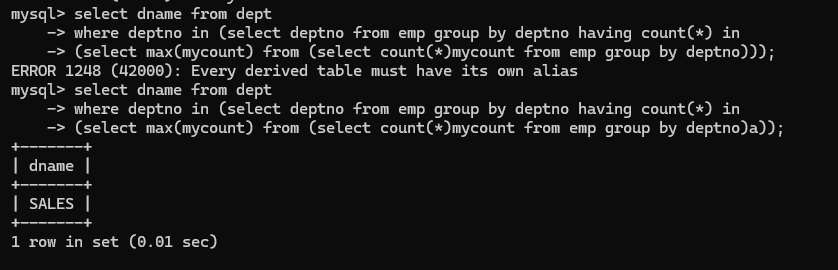 mysql> select dname from dept
    -> where deptno in (select deptno from emp group by deptno having count(*) in
    -> (select max(mycount) from (select count(*)mycount from emp group by deptno)));
ERROR 1248 (42000): Every derived table must have its own alias
mysql> select dname from dept
    -> where deptno in (select deptno from emp group by deptno having count(*) in
    -> (select max(mycount) from (select count(*)mycount from emp group by deptno)a));
+-------+
| dname |
+-------+
| SALES |
+-------+
1 row in set (0.01 sec)